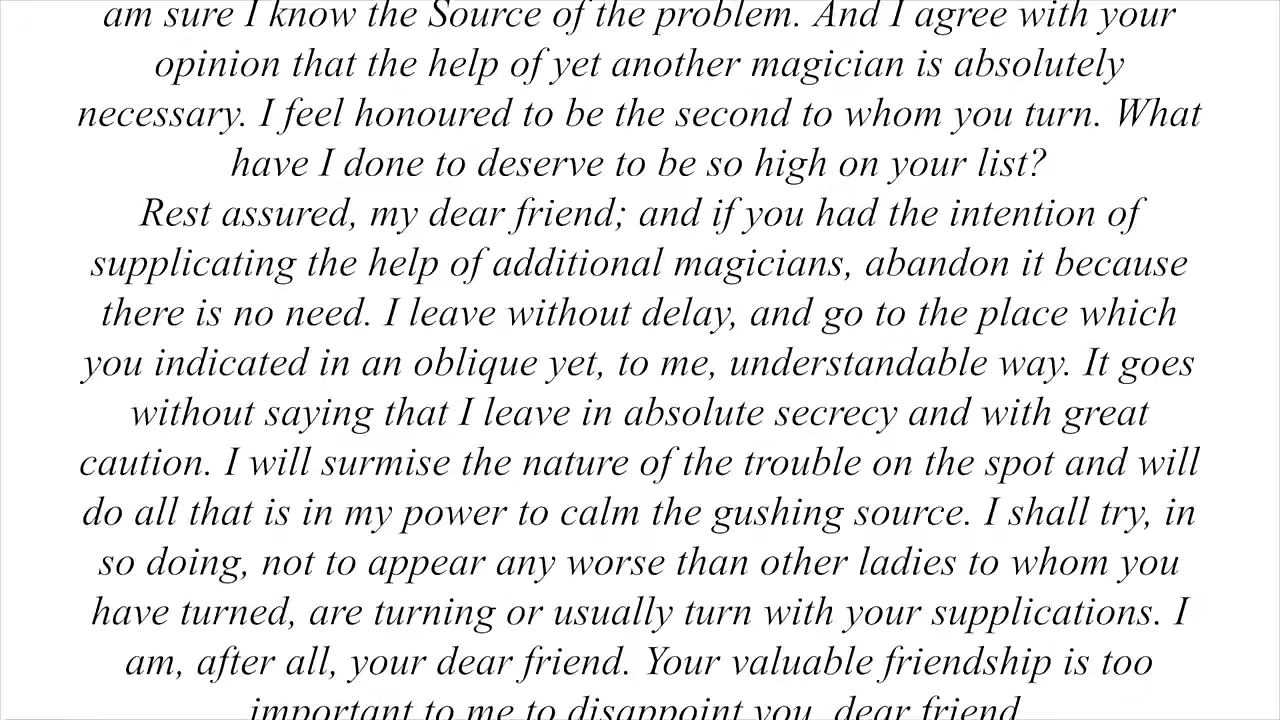 am sure I know the Source of the problem. And I agree with your
opinion that the help of yet another magician is absolutely
necessary. I feel honoured to be the second to whom you turn. What
have I done to deserve to be so high on your list?
Rest assured, my dear friend; and if you had the intention of
supplicating the help of additional magicians, abandon it because
there is no need. I leave without delay, and go to the place which
you indicated in an oblique yet, to me, understandable way. It goes
without saying that I leave in absolute secrecy and with great
caution. I will surmise the nature of the trouble on the spot and will
do all that is in my power to calm the gushing source. I shall try, in
so doing, not to appear any worse than other ladies to whom you
have turned, are turning or usually turn with your supplications. I
am, after all, your dear friend. Your valuable friendship is too
important to me to disappoint you, dear friend.